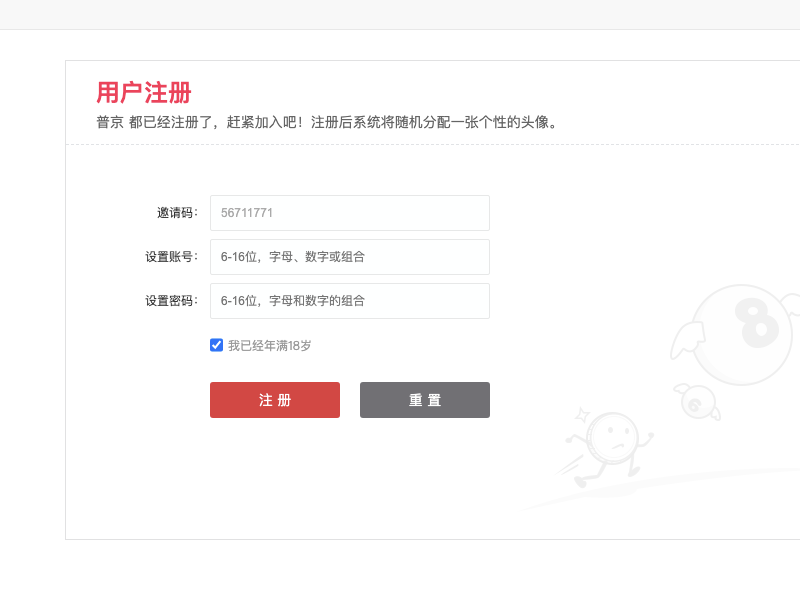 用户注册
普京 都已经注册了，赶紧加入吧！注册后系统将随机分配一张个性的头像。
邀请码： 56711771
设置账号： 6-16位，字母、数字或组合
设置密码： 6-16位，字母和数字的组合
我已经年满18岁
注 册 重 置
8
6